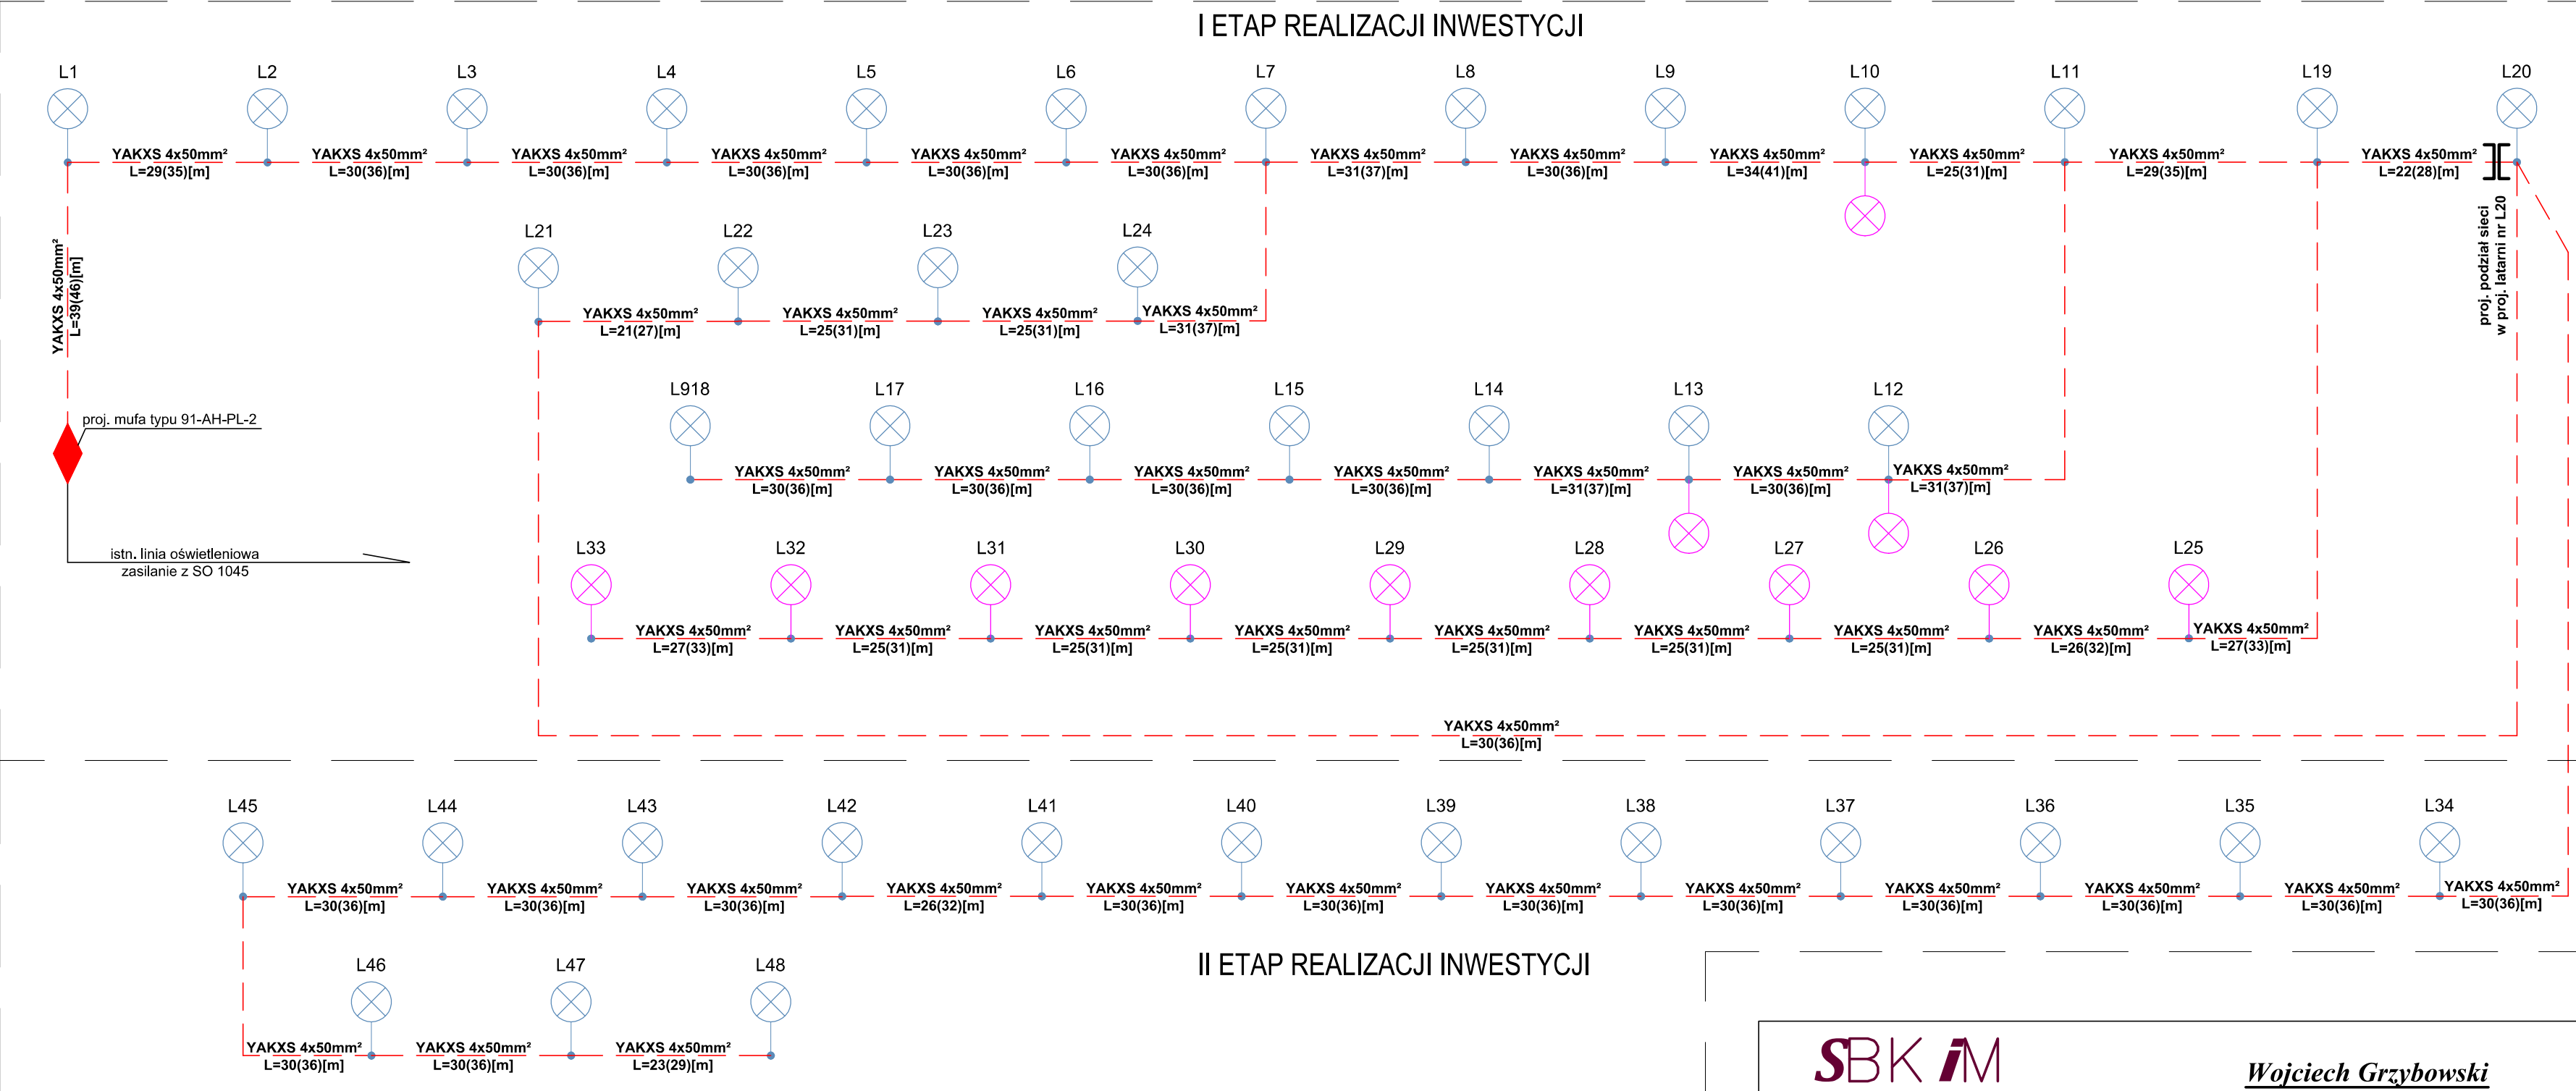 I ETAP REALIZACJI INWESTYCJI
L1 L2 L3 L4 L5 L6 L7 L8 L9 L10 L11 L19 L20
YAKXS 4x50mm² YAKXS 4x50mm² YAKXS 4x50mm² YAKXS 4x50mm² YAKXS 4x50mm² YAKXS 4x50mm² YAKXS 4x50mm² YAKXS 4x50mm² YAKXS 4x50mm² YAKXS 4x50mm² YAKXS 4x50mm² YAKXS 4x50mm²
L=29(35)[m] L=30(36)[m] L=30(36)[m] L=30(36)[m] L=30(36)[m] L=30(36)[m] L=31(37)[m] L=30(36)[m] L=34(41)[m] L=25(31)[m] L=29(35)[m] L=22(28)[m]
YAKXS 4x50mm²
L=39(46)[m]
proj. podział sieci
w proj. latarni nr L20
L21 L22 L23 L24
YAKXS 4x50mm² YAKXS 4x50mm² YAKXS 4x50mm² YAKXS 4x50mm²
L=21(27)[m] L=25(31)[m] L=25(31)[m] L=31(37)[m]
proj. mufa typu 91-AH-PL-2
L918 L17 L16 L15 L14 L13 L12
YAKXS 4x50mm² YAKXS 4x50mm² YAKXS 4x50mm² YAKXS 4x50mm² YAKXS 4x50mm² YAKXS 4x50mm² YAKXS 4x50mm²
L=30(36)[m] L=30(36)[m] L=30(36)[m] L=30(36)[m] L=31(37)[m] L=30(36)[m] L=31(37)[m]
istn. linia oświetleniowa
zasilanie z SO 1045
L33 L32 L31 L30 L29 L28 L27 L26 L25
YAKXS 4x50mm² YAKXS 4x50mm² YAKXS 4x50mm² YAKXS 4x50mm² YAKXS 4x50mm² YAKXS 4x50mm² YAKXS 4x50mm² YAKXS 4x50mm² YAKXS 4x50mm²
L=27(33)[m] L=25(31)[m] L=25(31)[m] L=25(31)[m] L=25(31)[m] L=25(31)[m] L=25(31)[m] L=26(32)[m] L=27(33)[m]
YAKXS 4x50mm²
L=30(36)[m]
L45 L44 L43 L42 L41 L40 L39 L38 L37 L36 L35 L34
YAKXS 4x50mm² YAKXS 4x50mm² YAKXS 4x50mm² YAKXS 4x50mm² YAKXS 4x50mm² YAKXS 4x50mm² YAKXS 4x50mm² YAKXS 4x50mm² YAKXS 4x50mm² YAKXS 4x50mm² YAKXS 4x50mm² YAKXS 4x50mm²
L=30(36)[m] L=30(36)[m] L=30(36)[m] L=26(32)[m] L=30(36)[m] L=30(36)[m] L=30(36)[m] L=30(36)[m] L=30(36)[m] L=30(36)[m] L=30(36)[m] L=30(36)[m]
II ETAP REALIZACJI INWESTYCJI
L46 L47 L48
YAKXS 4x50mm² YAKXS 4x50mm² YAKXS 4x50mm²
L=30(36)[m] L=30(36)[m] L=23(29)[m]
SBK iM
Wojciech Grzybowski